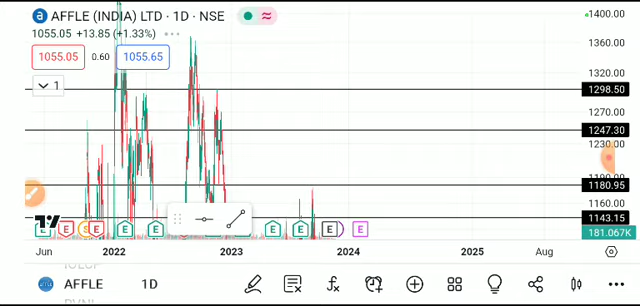 AFFLE (INDIA) LTD · 1D · NSE
1055.05 +13.85 (+1.33%)
1055.05 0.60 1055.65
1
1400.00
1360.00
1320.00
1298.50
1270.00
1247.30
1230.00
1190.00
1180.95
1160.00
1143.15
181.067K
E E S E E E E E E E
Jun 2022 2023 2024 2025 Aug
AFFLE 1D